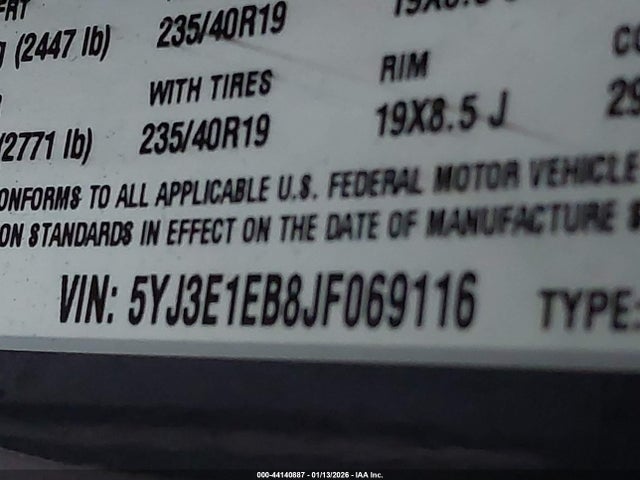 (2447 lb) 235/40R19
WITH TIRES RIM
(2771 lb) 235/40R19 19X8.5 J
ONFORMS TO ALL APPLICABLE U.S. FEDERAL MOTOR VEHICLE
ON STANDARDS IN EFFECT ON THE DATE OF MANUFACTURE
VIN: 5YJ3E1EB8JF069116 TYPE:
000-44140887 - 01/13/2026 - IAA Inc.